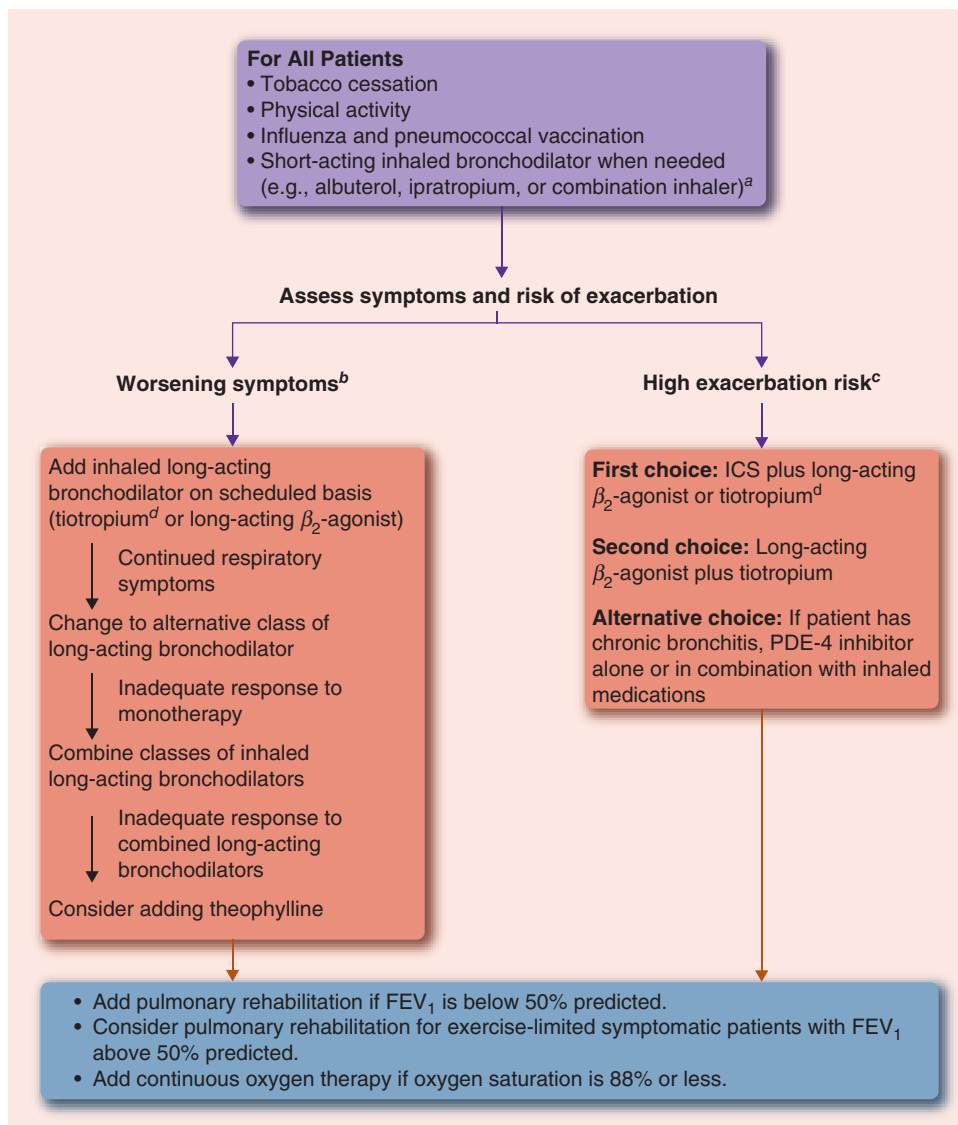 For All Patients
• Tobacco cessation
• Physical activity
• Influenza and pneumococcal vaccination
• Short-acting inhaled bronchodilator when needed
(e.g., albuterol, ipratropium, or combination inhaler)a
Assess symptoms and risk of exacerbation
Worsening symptomsb
Add inhaled long-acting
bronchodilator on scheduled basis
(tiotropiumd or long-acting β2-agonist)
Continued respiratory
symptoms
Change to alternative class of
long-acting bronchodilator
Inadequate response to
monotherapy
Combine classes of inhaled
long-acting bronchodilators
Inadequate response to
combined long-acting
bronchodilators
Consider adding theophylline
High exacerbation riskc
First choice: ICS plus long-acting
β2-agonist or tiotropiumd
Second choice: Long-acting
β2-agonist plus tiotropium
Alternative choice: If patient has
chronic bronchitis, PDE-4 inhibitor
alone or in combination with inhaled
medications
• Add pulmonary rehabilitation if FEV1 is below 50% predicted.
• Consider pulmonary rehabilitation for exercise-limited symptomatic patients with FEV1
above 50% predicted.
• Add continuous oxygen therapy if oxygen saturation is 88% or less.